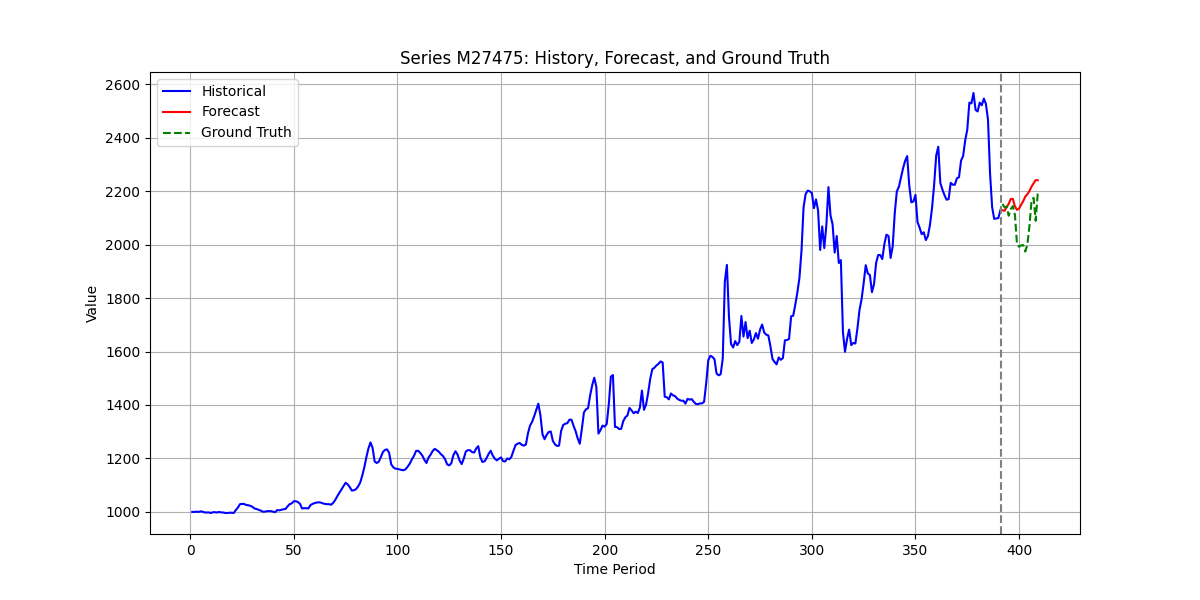 Series M27475: History, Forecast, and Ground Truth
Historical
Forecast
Ground Truth
Value
2600
2400
2200
2000
1800
1600
1400
1200
1000
0 50 100 150 200 250 300 350 400
Time Period